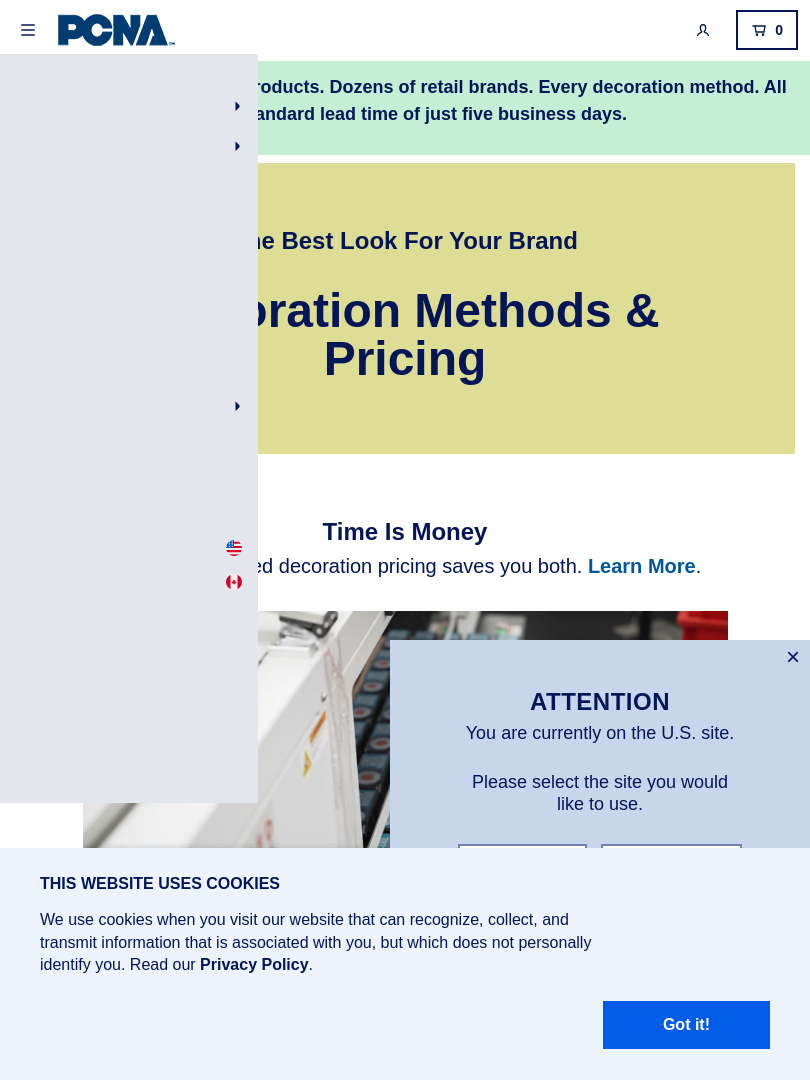 PCNA
0
roducts. Dozens of retail brands. Every decoration method. All
andard lead time of just five business days.
he Best Look For Your Brand
oration Methods &
Pricing
Time Is Money
ed decoration pricing saves you both. Learn More.
ATTENTION
You are currently on the U.S. site.
Please select the site you would
like to use.
THIS WEBSITE USES COOKIES
We use cookies when you visit our website that can recognize, collect, and
transmit information that is associated with you, but which does not personally
identify you. Read our Privacy Policy.
Got it!